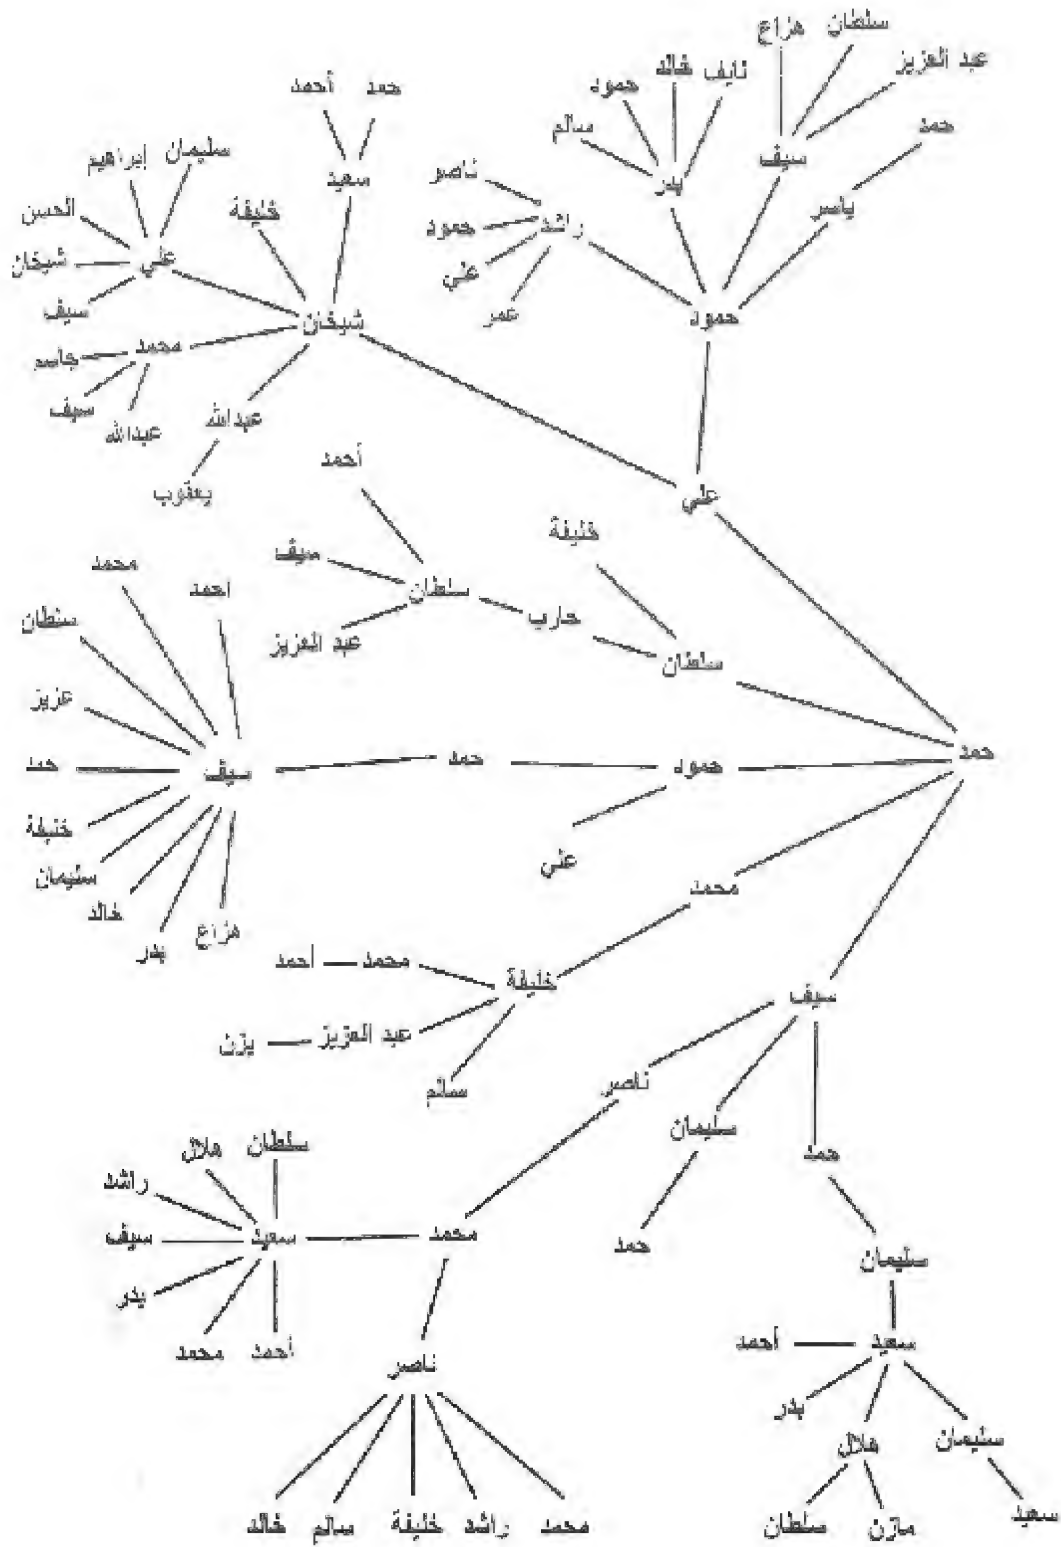 سلطان
هزاع
عبد العزيز
نايف
خالد
حمود
سالم
حمد
أحمد
حمد
سيف
بدر
ياسر
سليمان
إبراهيم
سعيد
ناصر
راشد
حمود
علي
عمر
خليفة
الحسن
علي
شيخان
سيف
شيخان
حمود
محمد
جاسم
سيف
عبدالله
عبدالله
يعقوب
علي
أحمد
خليفة
سيف
سلطان
حارب
عبد العزيز
سلطان
محمد
احمد
سلطان
عزيز
حمد
سيف
حمد
حمود
حمد
خليفة
سليمان
خالد
بدر
هزاع
علي
محمد
أحمد
محمد
خليفة
سيف
يزن
عبد العزيز
سالم
ناصر
سليمان
حمد
سلطان
هلال
راشد
سيف
سعيد
محمد
حمد
سليمان
بدر
محمد
أحمد
ناصر
أحمد
سعيد
بدر
هلال
سليمان
خالد
سالم
خليفة
راشد
محمد
سلطان
مازن
سعيد